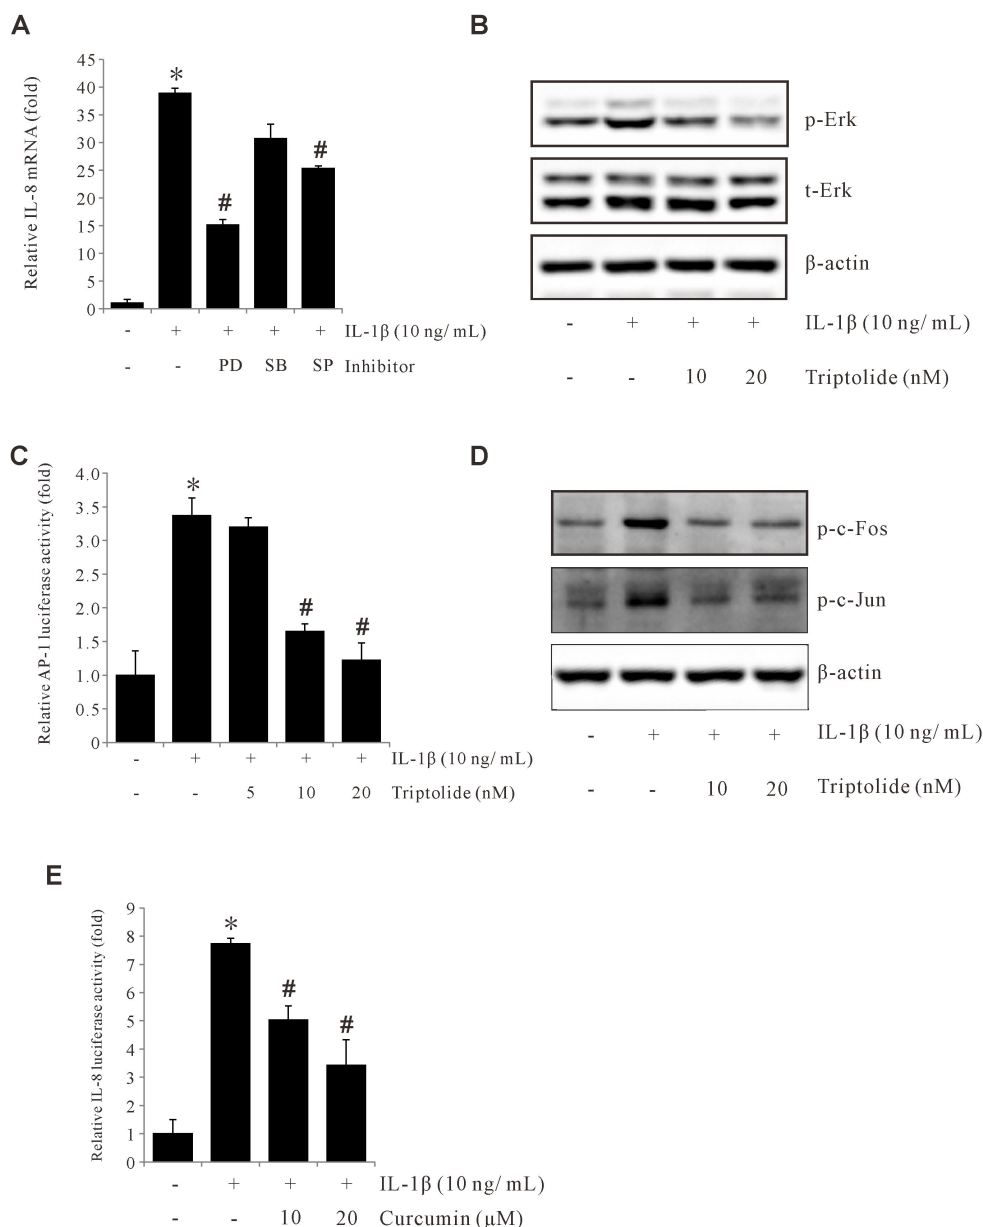 A
Relative IL-8 mRNA (fold)
45
40
35
30
25
20
15
10
5
0
*
#
#
- + + + + IL-1β (10 ng/mL)
- - PD SB SP Inhibitor
B
p-Erk
t-Erk
β-actin
- + + + IL-1β (10 ng/mL)
- - 10 20 Triptolide (nM)
C
Relative AP-1 luciferase activity (fold)
4.0
3.5
3.0
2.5
2.0
1.5
1.0
0.5
0
*
#
#
- + + + + IL-1β (10 ng/mL)
- - 5 10 20 Triptolide (nM)
D
p-c-Fos
p-c-Jun
β-actin
- + + + IL-1β (10 ng/mL)
- - 10 20 Triptolide (nM)
E
Relative IL-8 luciferase activity (fold)
9
8
7
6
5
4
3
2
1
0
*
#
#
- + + + IL-1β (10 ng/mL)
- - 10 20 Curcumin (μM)